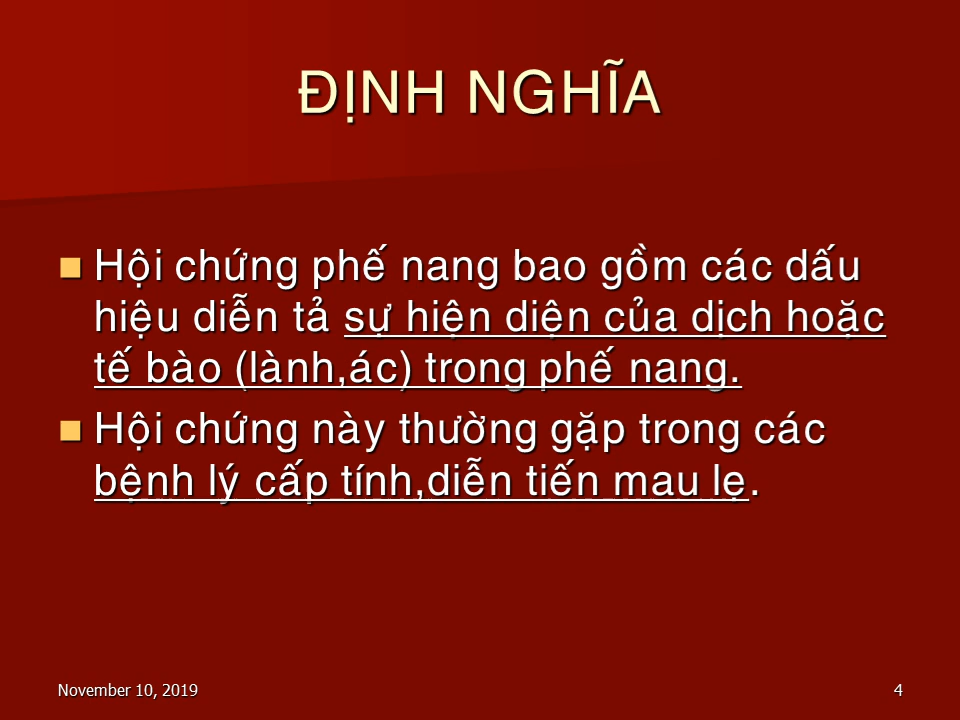 ĐỊNH NGHĨA
Hội chứng phế nang bao gồm các dấu
hiệu diễn tả sự hiện diện của dịch hoặc
tế bào (lành,ác) trong phế nang.
Hội chứng này thường gặp trong các
bệnh lý cấp tính,diễn tiến mau lẹ.
November 10, 2019
4